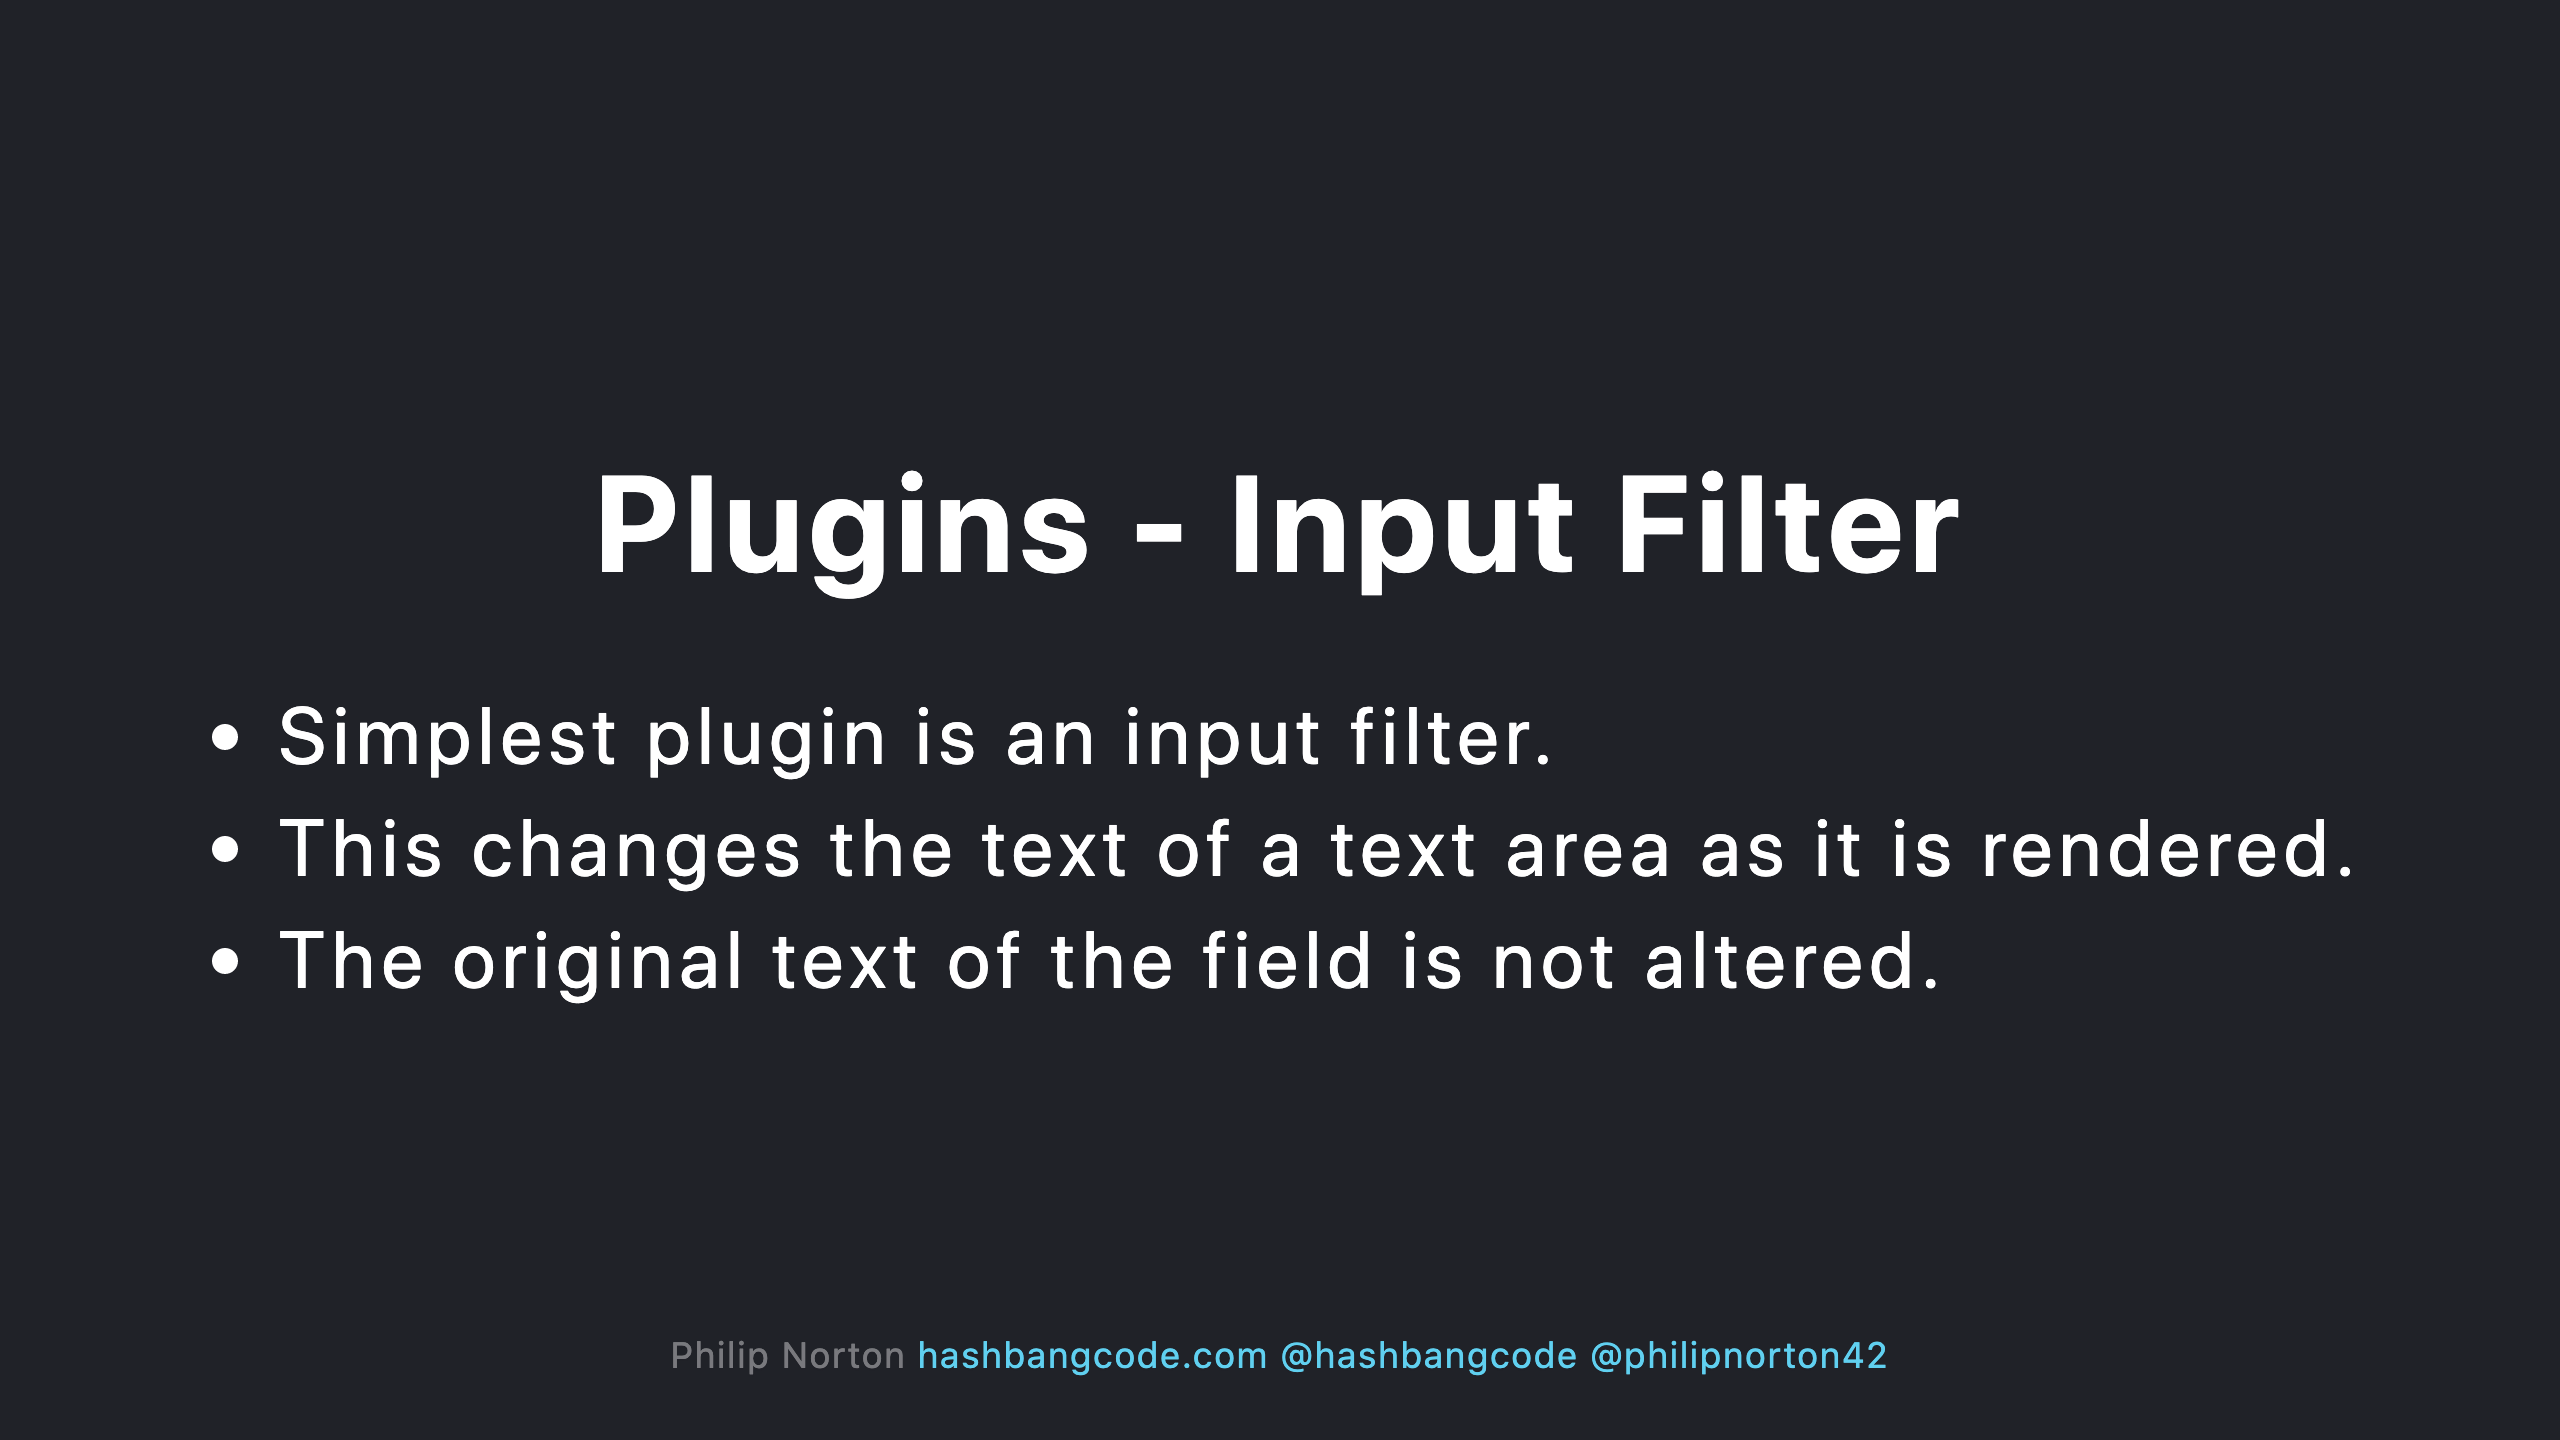 Plugins - Input Filter
• Simplest plugin is an input filter.
• This changes the text of a text area as it is rendered.
• The original text of the field is not altered.
Philip Norton hashbangcode.com @hashbangcode @philipnorton42